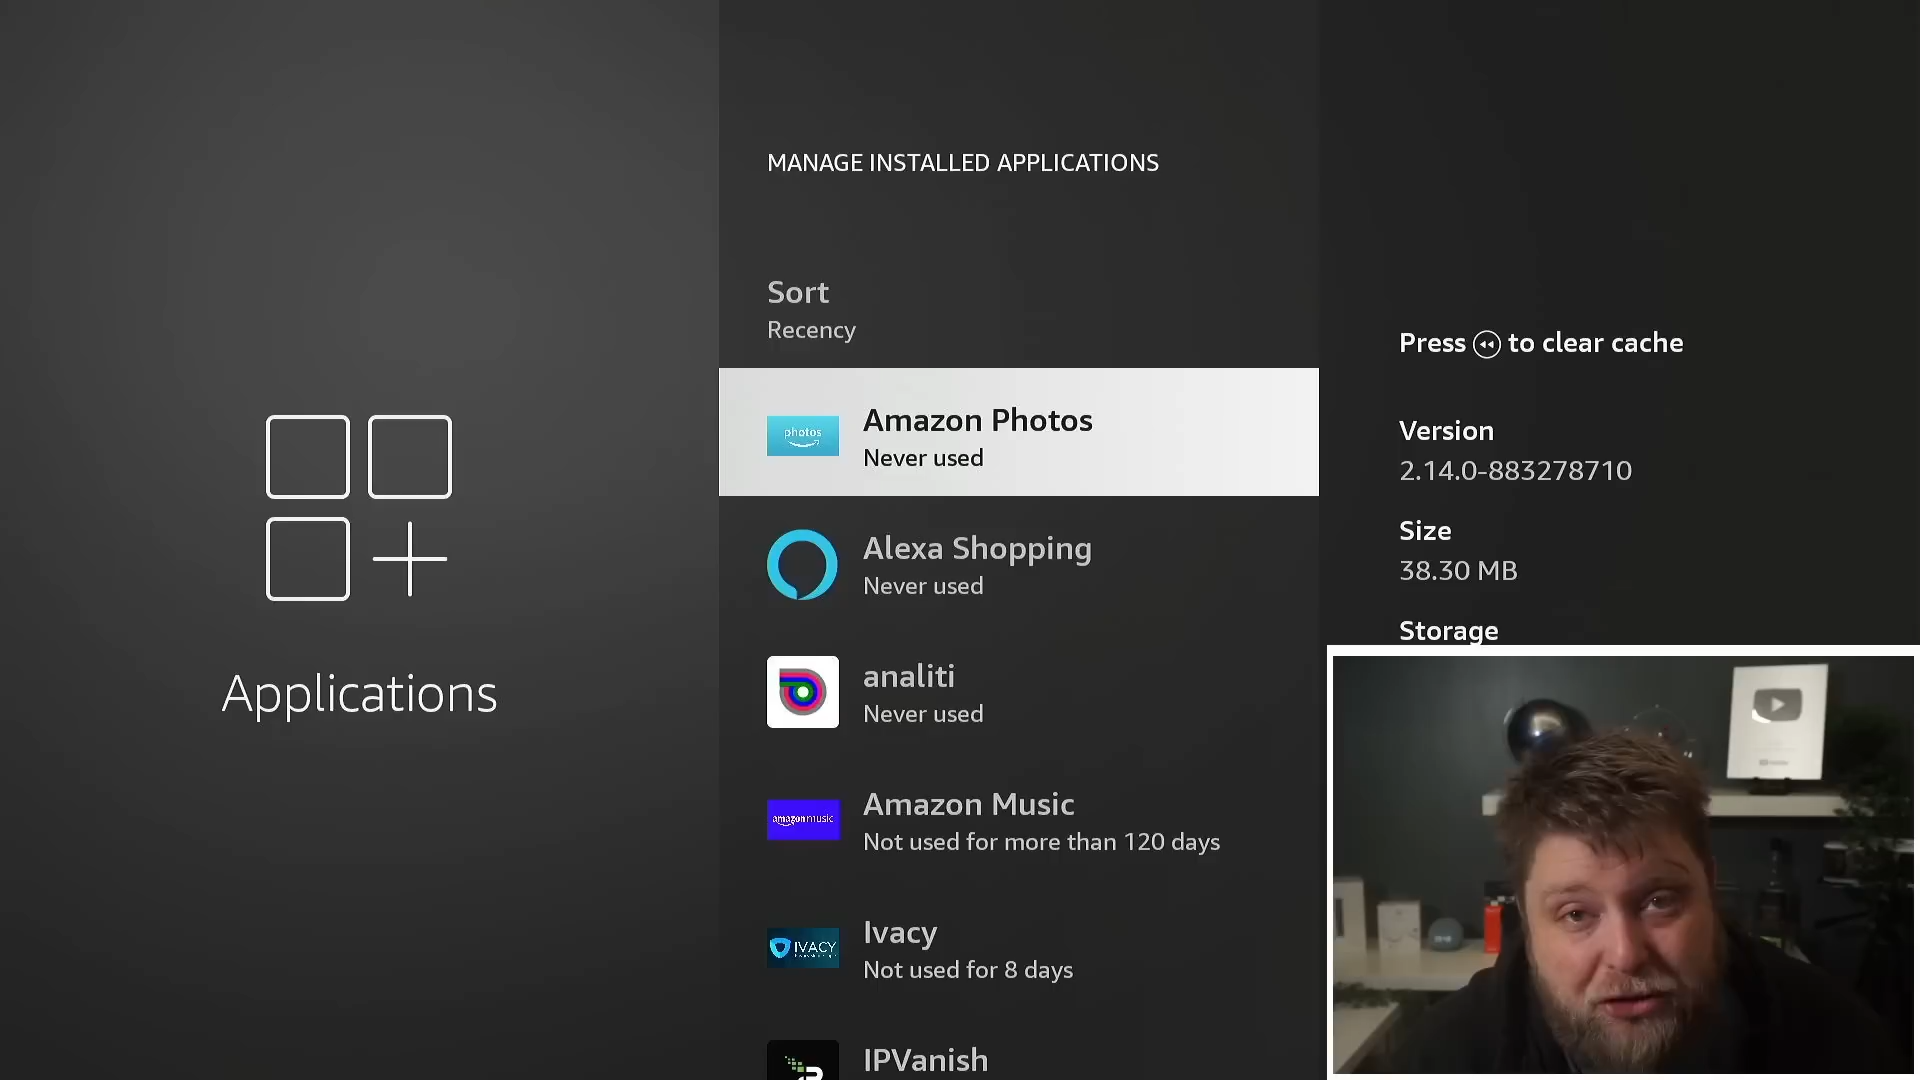 MANAGE INSTALLED APPLICATIONS
Sort
Recency
Press to clear cache
photos
Amazon Photos
Never used
Version
2.14.0-883278710
Size
38.30 MB
Storage
Alexa Shopping
Never used
Applications
analiti
Never used
amazon music
Amazon Music
Not used for more than 120 days
IVACY
Ivacy
Not used for 8 days
IPVanish